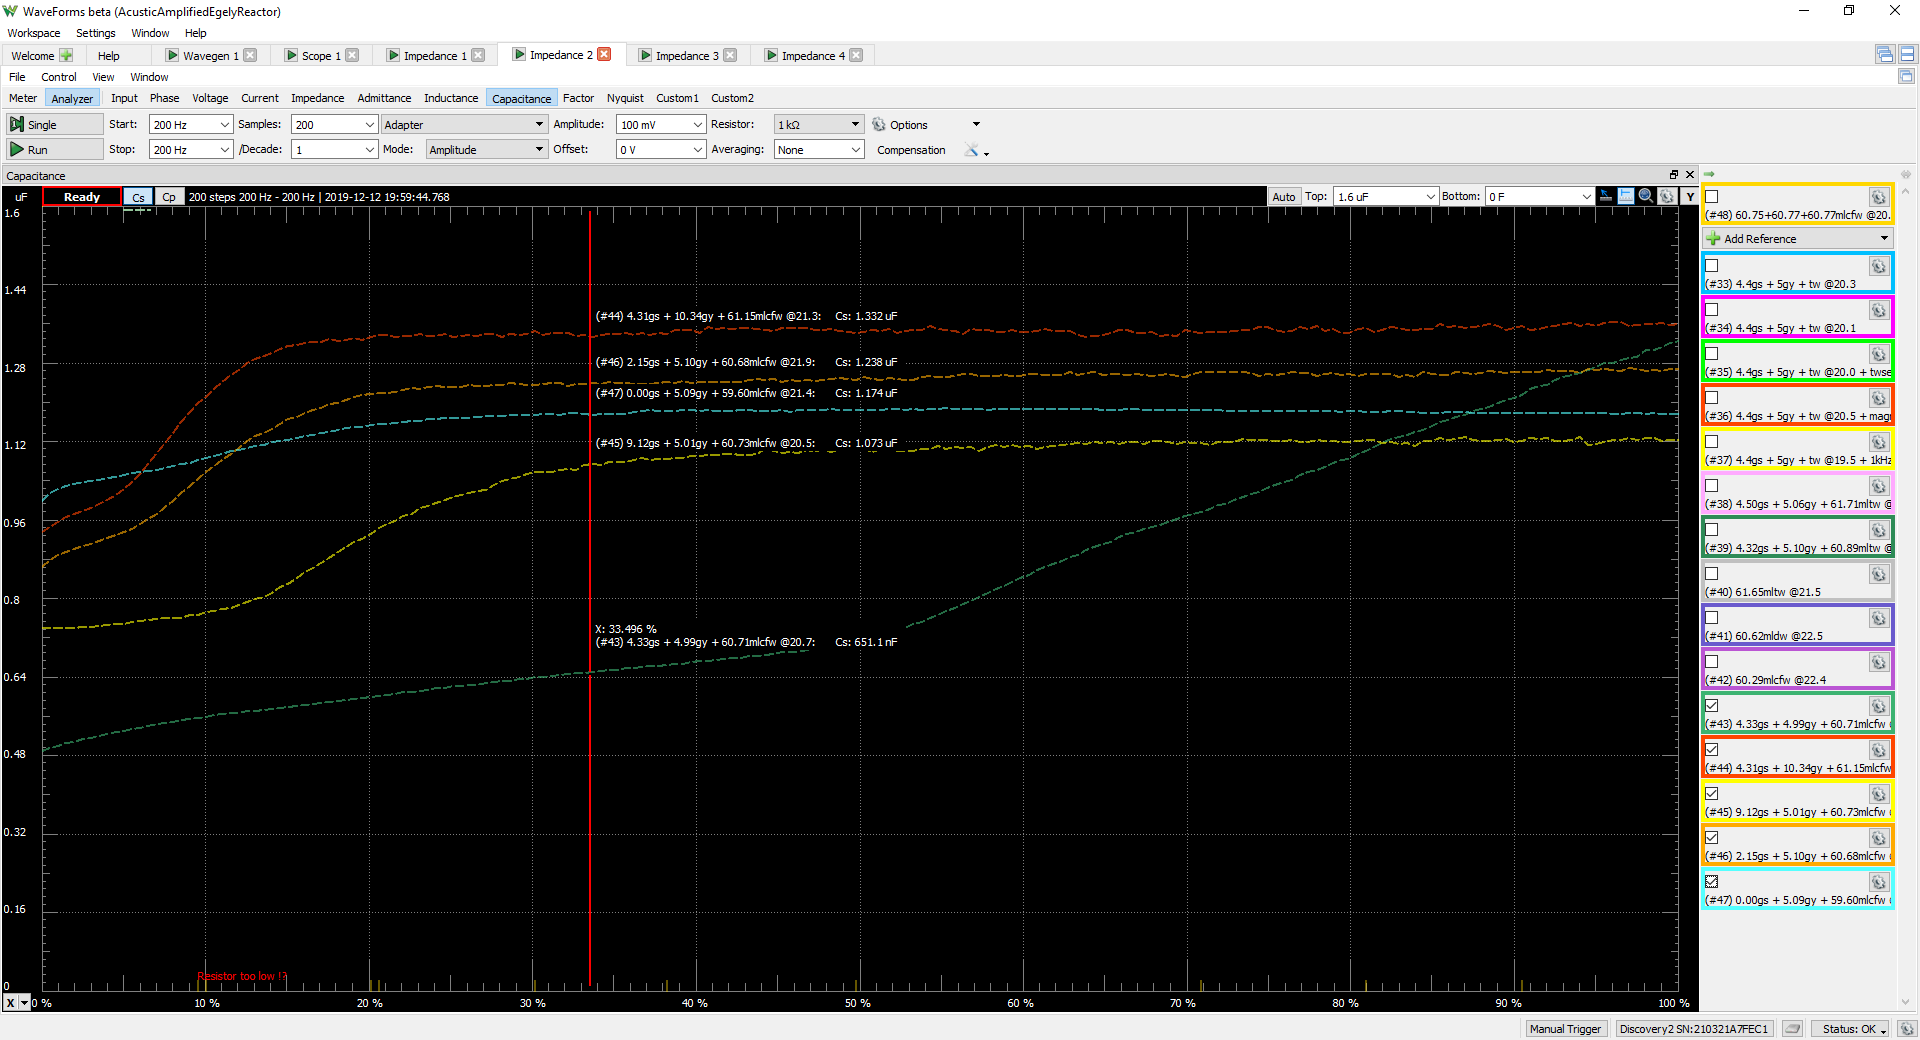 WaveForms beta (AcusticAmplifiedEgelyReactor)
Workspace Settings Window Help
Welcome Help Wavegen 1 Scope 1 Impedance 1 Impedance 2 Impedance 3 Impedance 4
File Control View Window
Meter Analyzer Input Phase Voltage Current Impedance Admittance Inductance Capacitance Factor Nyquist Custom1 Custom2
Single Start: 200 Hz Samples: 200 Adapter Amplitude: 100 mV Resistor: 1 kΩ Options
Run Stop: 200 Hz /Decade: 1 Mode: Amplitude Offset: 0 V Averaging: None Compensation
Capacitance
uF Ready Cs Cp 200 steps 200 Hz - 200 Hz | 2019-12-12 19:59:44.768 Auto Top: 1.6 uF Bottom: 0 F Y
1.6
1.44
1.28
1.12
0.96
0.8
0.64
0.48
0.32
0.16
0
(#44) 4.31gs + 10.34gy + 61.15mlcfw @21.3: Cs: 1.332 uF
(#46) 2.15gs + 5.10gy + 60.68mlcfw @21.9: Cs: 1.238 uF
(#47) 0.00gs + 5.09gy + 59.60mlcfw @21.4: Cs: 1.174 uF
(#45) 9.12gs + 5.01gy + 60.73mlcfw @20.5: Cs: 1.073 uF
X: 33.496 %
(#43) 4.33gs + 4.99gy + 60.71mlcfw @20.7: Cs: 651.1 nF
Resistor too low !?
X 0 % 10 % 20 % 30 % 40 % 50 % 60 % 70 % 80 % 90 % 100 %
(#48) 60.75+60.77+60.77mlcfw @20.
Add Reference
(#33) 4.4gs + 5gy + tw @20.3
(#34) 4.4gs + 5gy + tw @20.1
(#35) 4.4gs + 5gy + tw @20.0 + twse
(#36) 4.4gs + 5gy + tw @20.5 + magn
(#37) 4.4gs + 5gy + tw @19.5 + 1kHz
(#38) 4.50gs + 5.06gy + 61.71mltw @
(#39) 4.32gs + 5.10gy + 60.89mltw @
(#40) 61.65mltw @21.5
(#41) 60.62mldw @22.5
(#42) 60.29mlcfw @22.4
(#43) 4.33gs + 4.99gy + 60.71mlcfw
(#44) 4.31gs + 10.34gy + 61.15mlcfw
(#45) 9.12gs + 5.01gy + 60.73mlcfw
(#46) 2.15gs + 5.10gy + 60.68mlcfw
(#47) 0.00gs + 5.09gy + 59.60mlcfw
Manual Trigger Discovery2 SN:210321A7FEC1 Status: OK